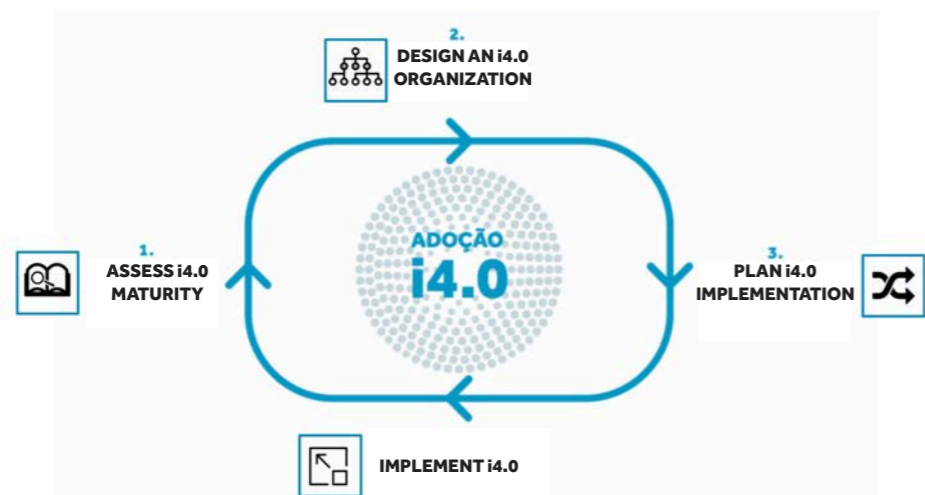 2.
DESIGN AN i4.0
ORGANIZATION
1.
ASSESS i4.0
MATURITY
ADOÇÃO
i4.0
3.
PLAN i4.0
IMPLEMENTATION
IMPLEMENT i4.0